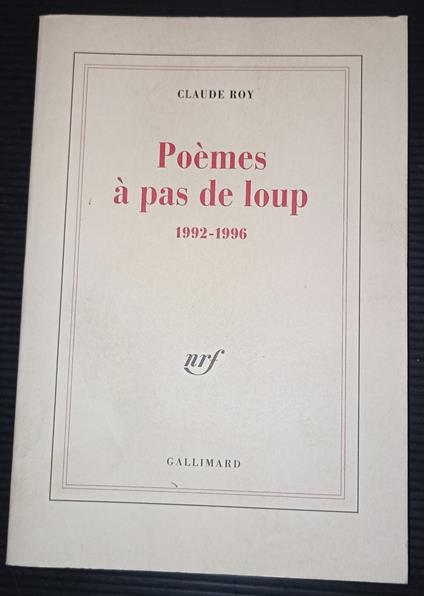 CLAUDE ROY
Poèmes
à pas de loup
1992-1996
nrf
GALLIMARD